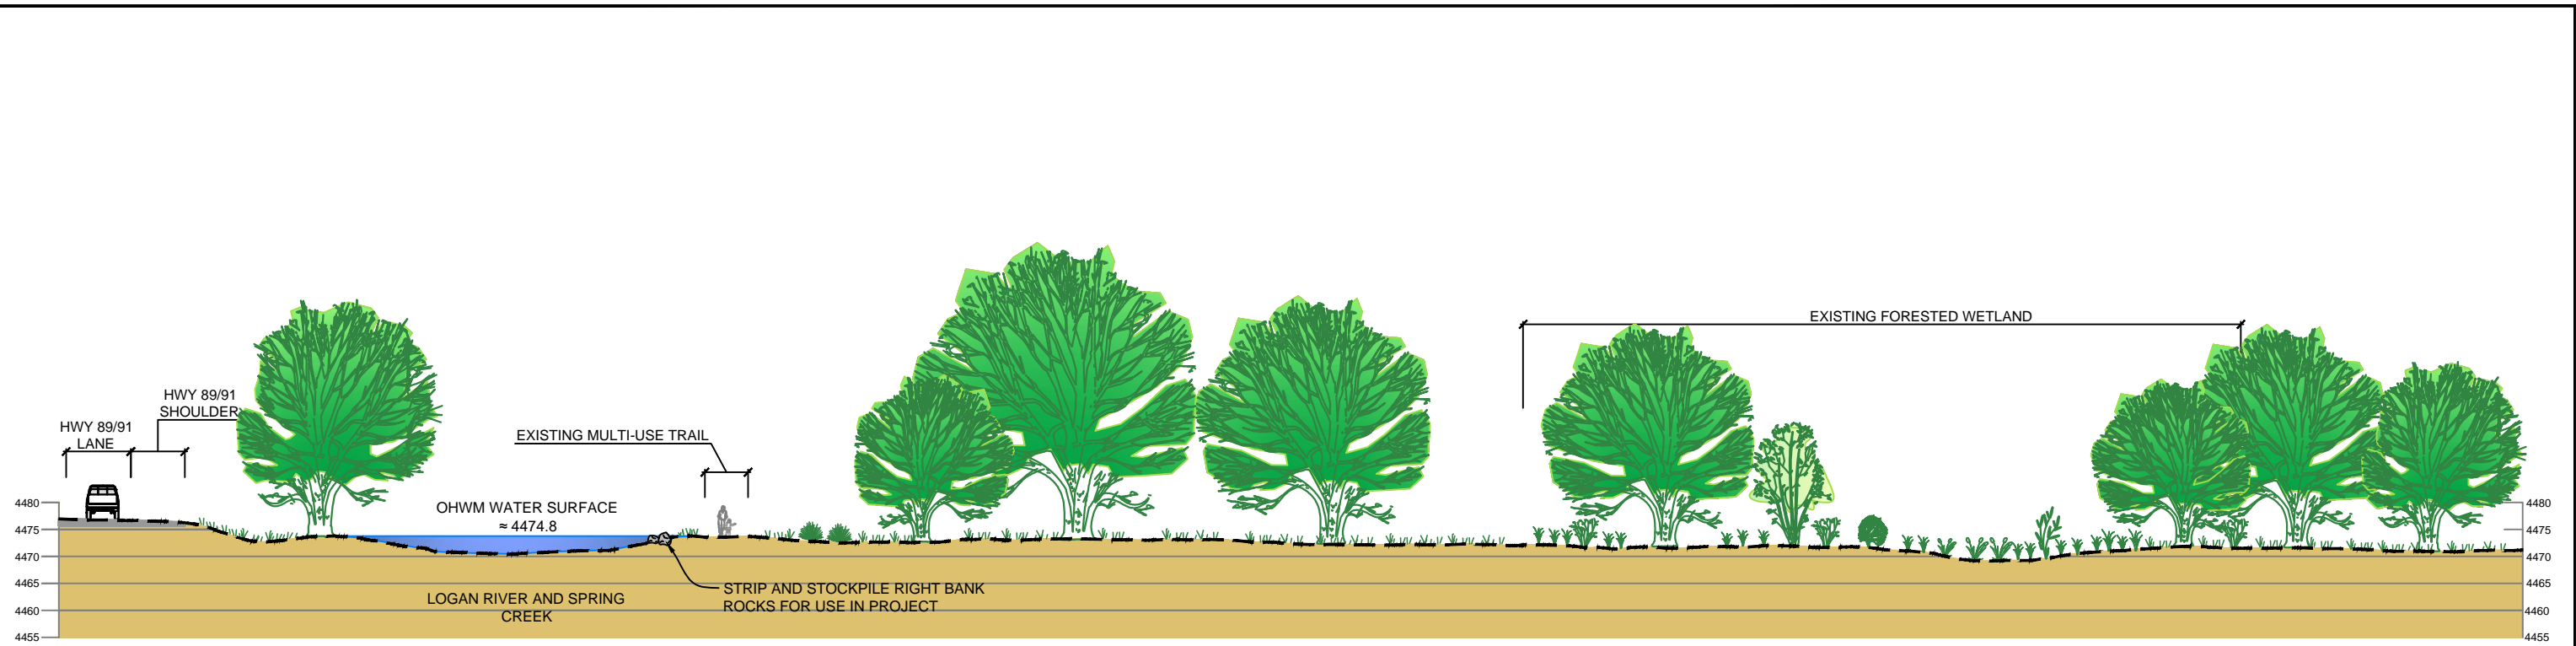 EXISTING FORESTED WETLAND
HWY 89/91
SHOULDER
HWY 89/91
LANE
EXISTING MULTI-USE TRAIL
OHWM WATER SURFACE
≈ 4474.8
4480
4475
4470
4465
4460
4455
STRIP AND STOCKPILE RIGHT BANK
ROCKS FOR USE IN PROJECT
LOGAN RIVER AND SPRING
CREEK
4480
4475
4470
4465
4460
4455